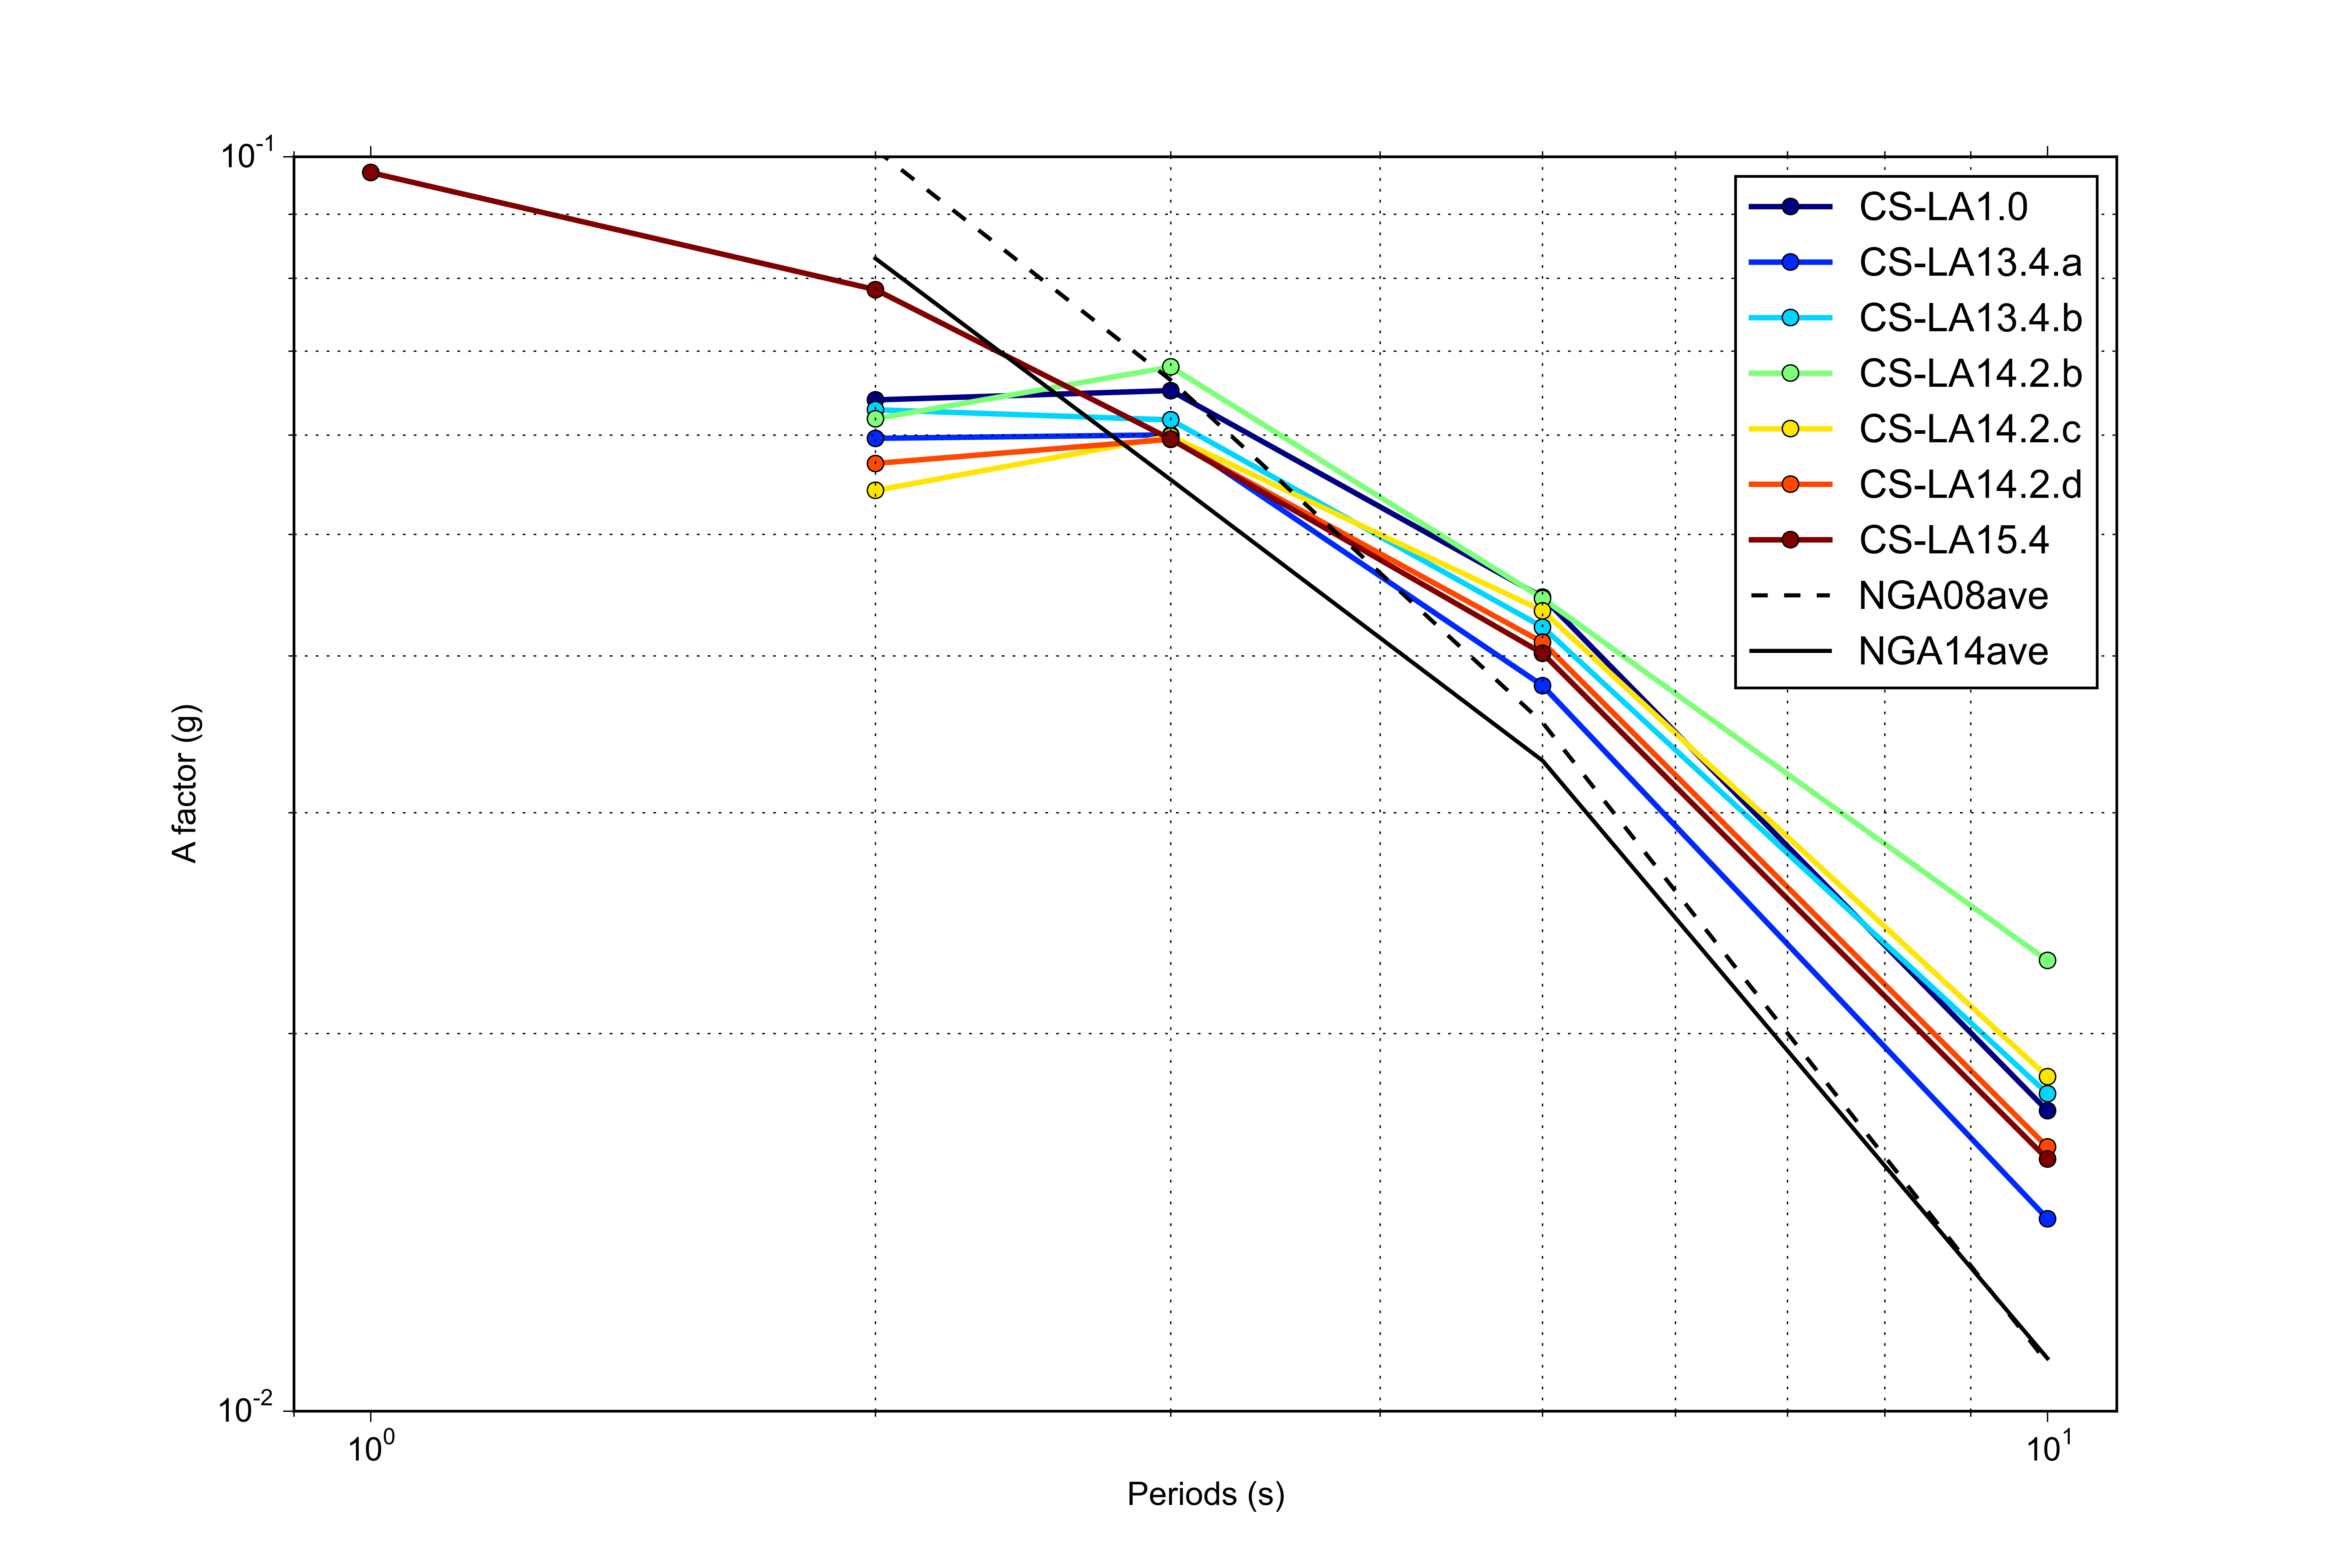 10^-1
CS-LA1.0
CS-LA13.4.a
CS-LA13.4.b
CS-LA14.2.b
CS-LA14.2.c
CS-LA14.2.d
CS-LA15.4
NGA08ave
NGA14ave
A factor (g)
10^-2
10^0
10^1
Periods (s)